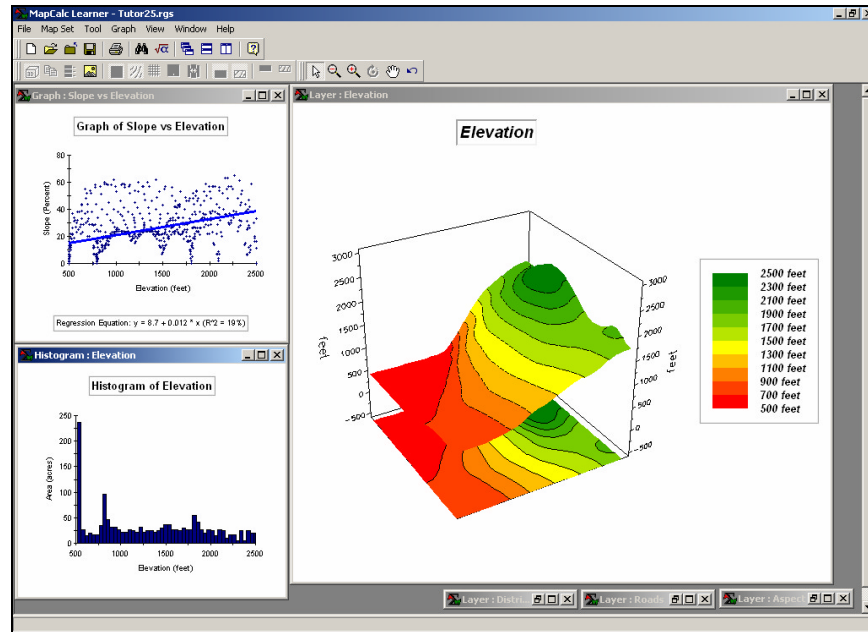 MapCalc Learner - Tutor25.rgs
File Map Set Tool Graph View Window Help
Graph : Slope vs Elevation
Graph of Slope vs Elevation
80
60
40
20
0
Slope (Percent)
500 1000 1500 2000 2500
Elevation (feet)
Regression Equation: y = 8.7 + 0.012 * x (R^2 = 19%)
Histogram : Elevation
Histogram of Elevation
250
200
150
100
50
0
Area (acres)
500 1000 1500 2000 2500
Elevation (feet)
Layer : Elevation
Elevation
3000
2500
2000
1500
1000
500
0
-500
feet
3000
2500
2000
1500
1000
500
0
-500
feet
2500 feet
2300 feet
2100 feet
1900 feet
1700 feet
1500 feet
1300 feet
1100 feet
900 feet
700 feet
500 feet
Layer : Distri...
Layer : Roads
Layer : Aspect